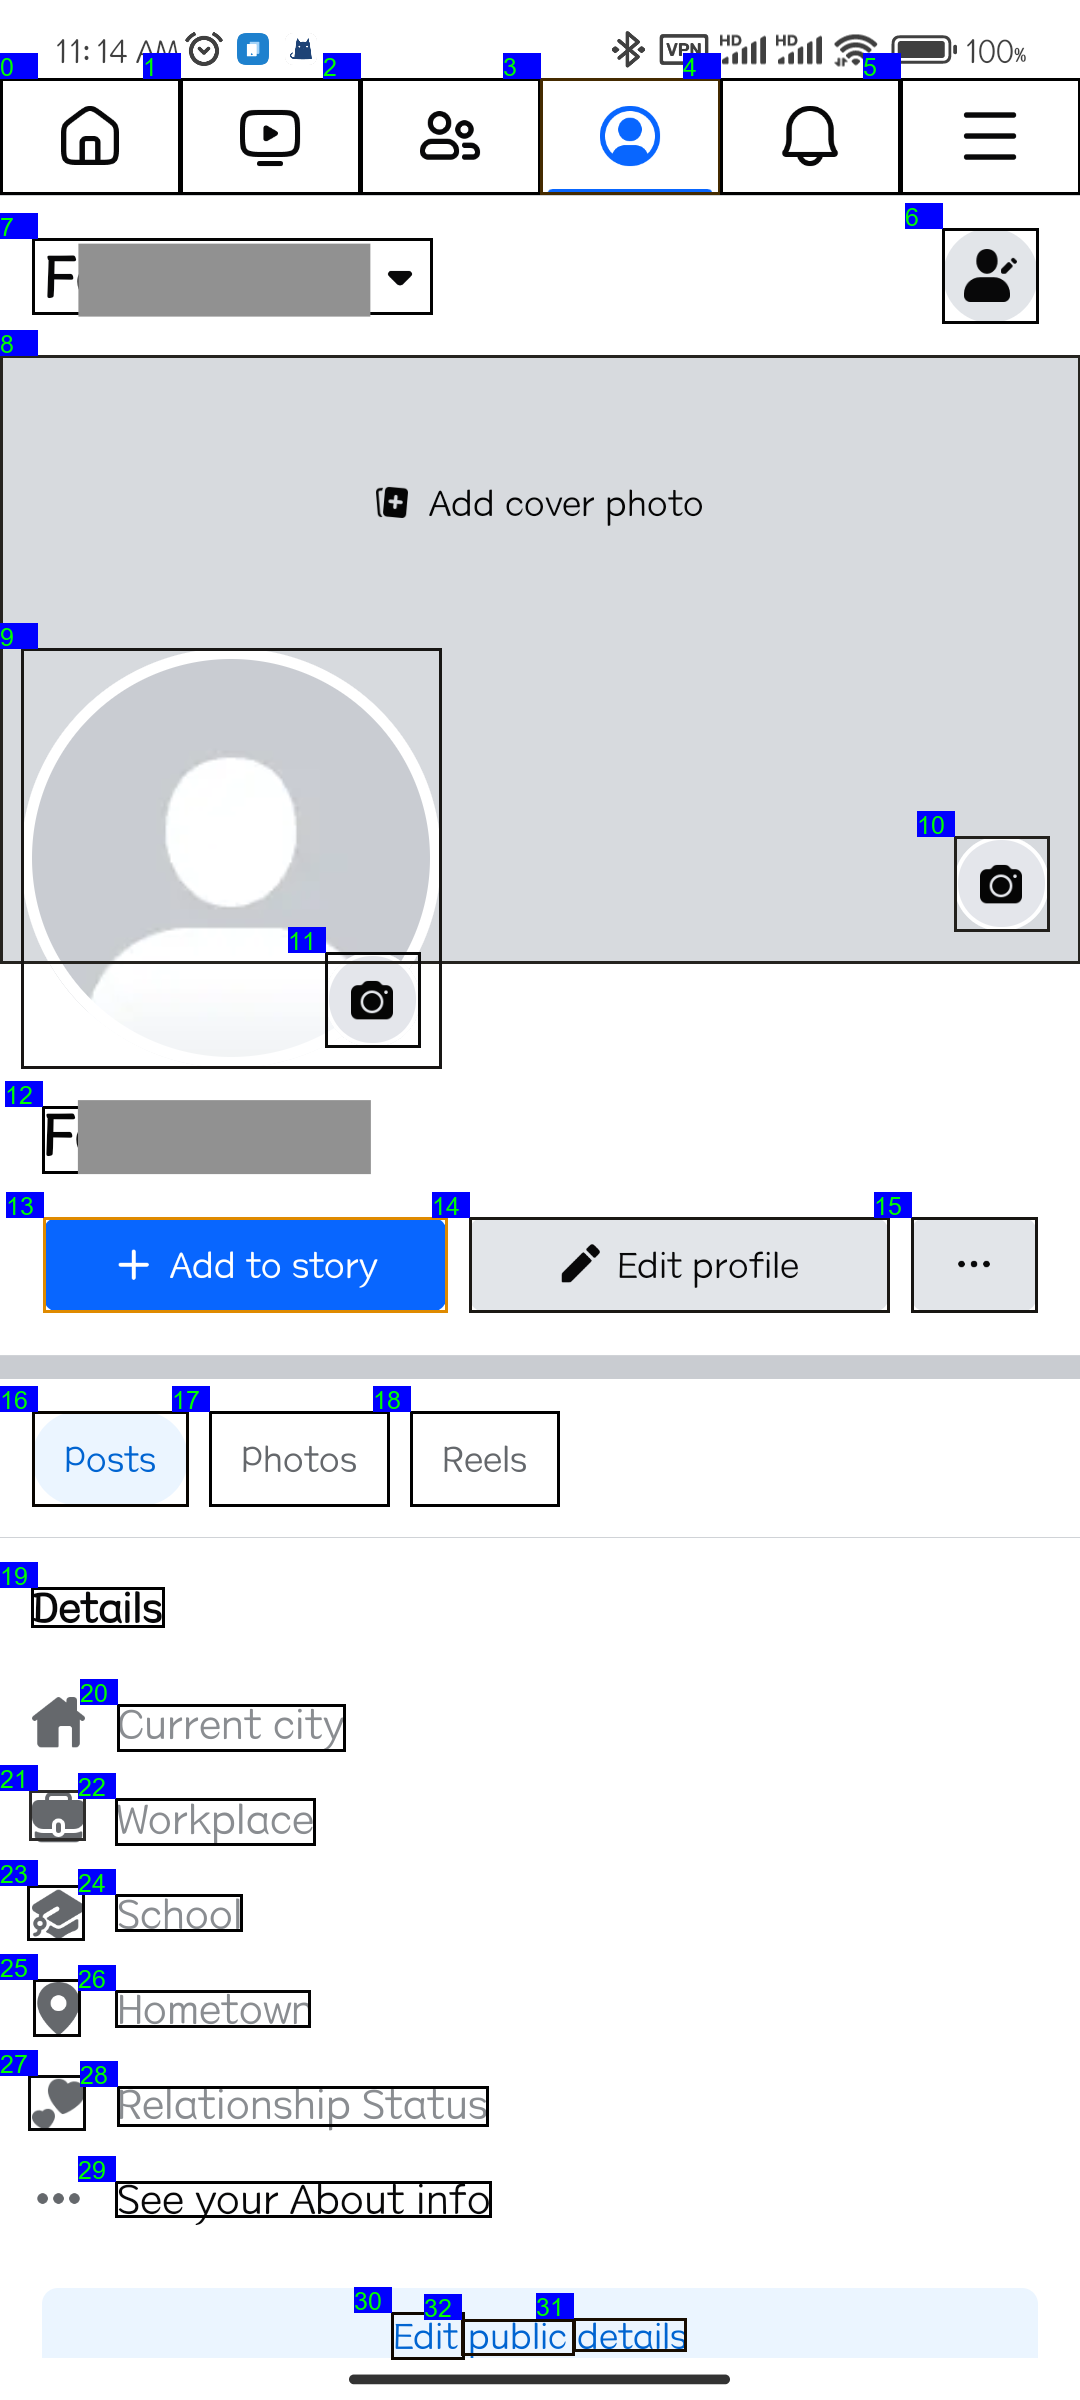 11:14 AM VPN HD HD 100%
0 1 2 3 4 5
6
7
8
Add cover photo
9
10
11
12
13 14 15
Add to story Edit profile
16 17 18
Posts Photos Reels
19
Details
20
Current city
21 22
Workplace
23 24
School
25 26
Hometown
27 28
Relationship Status
29
See your About info
30 32 31
Edit public details